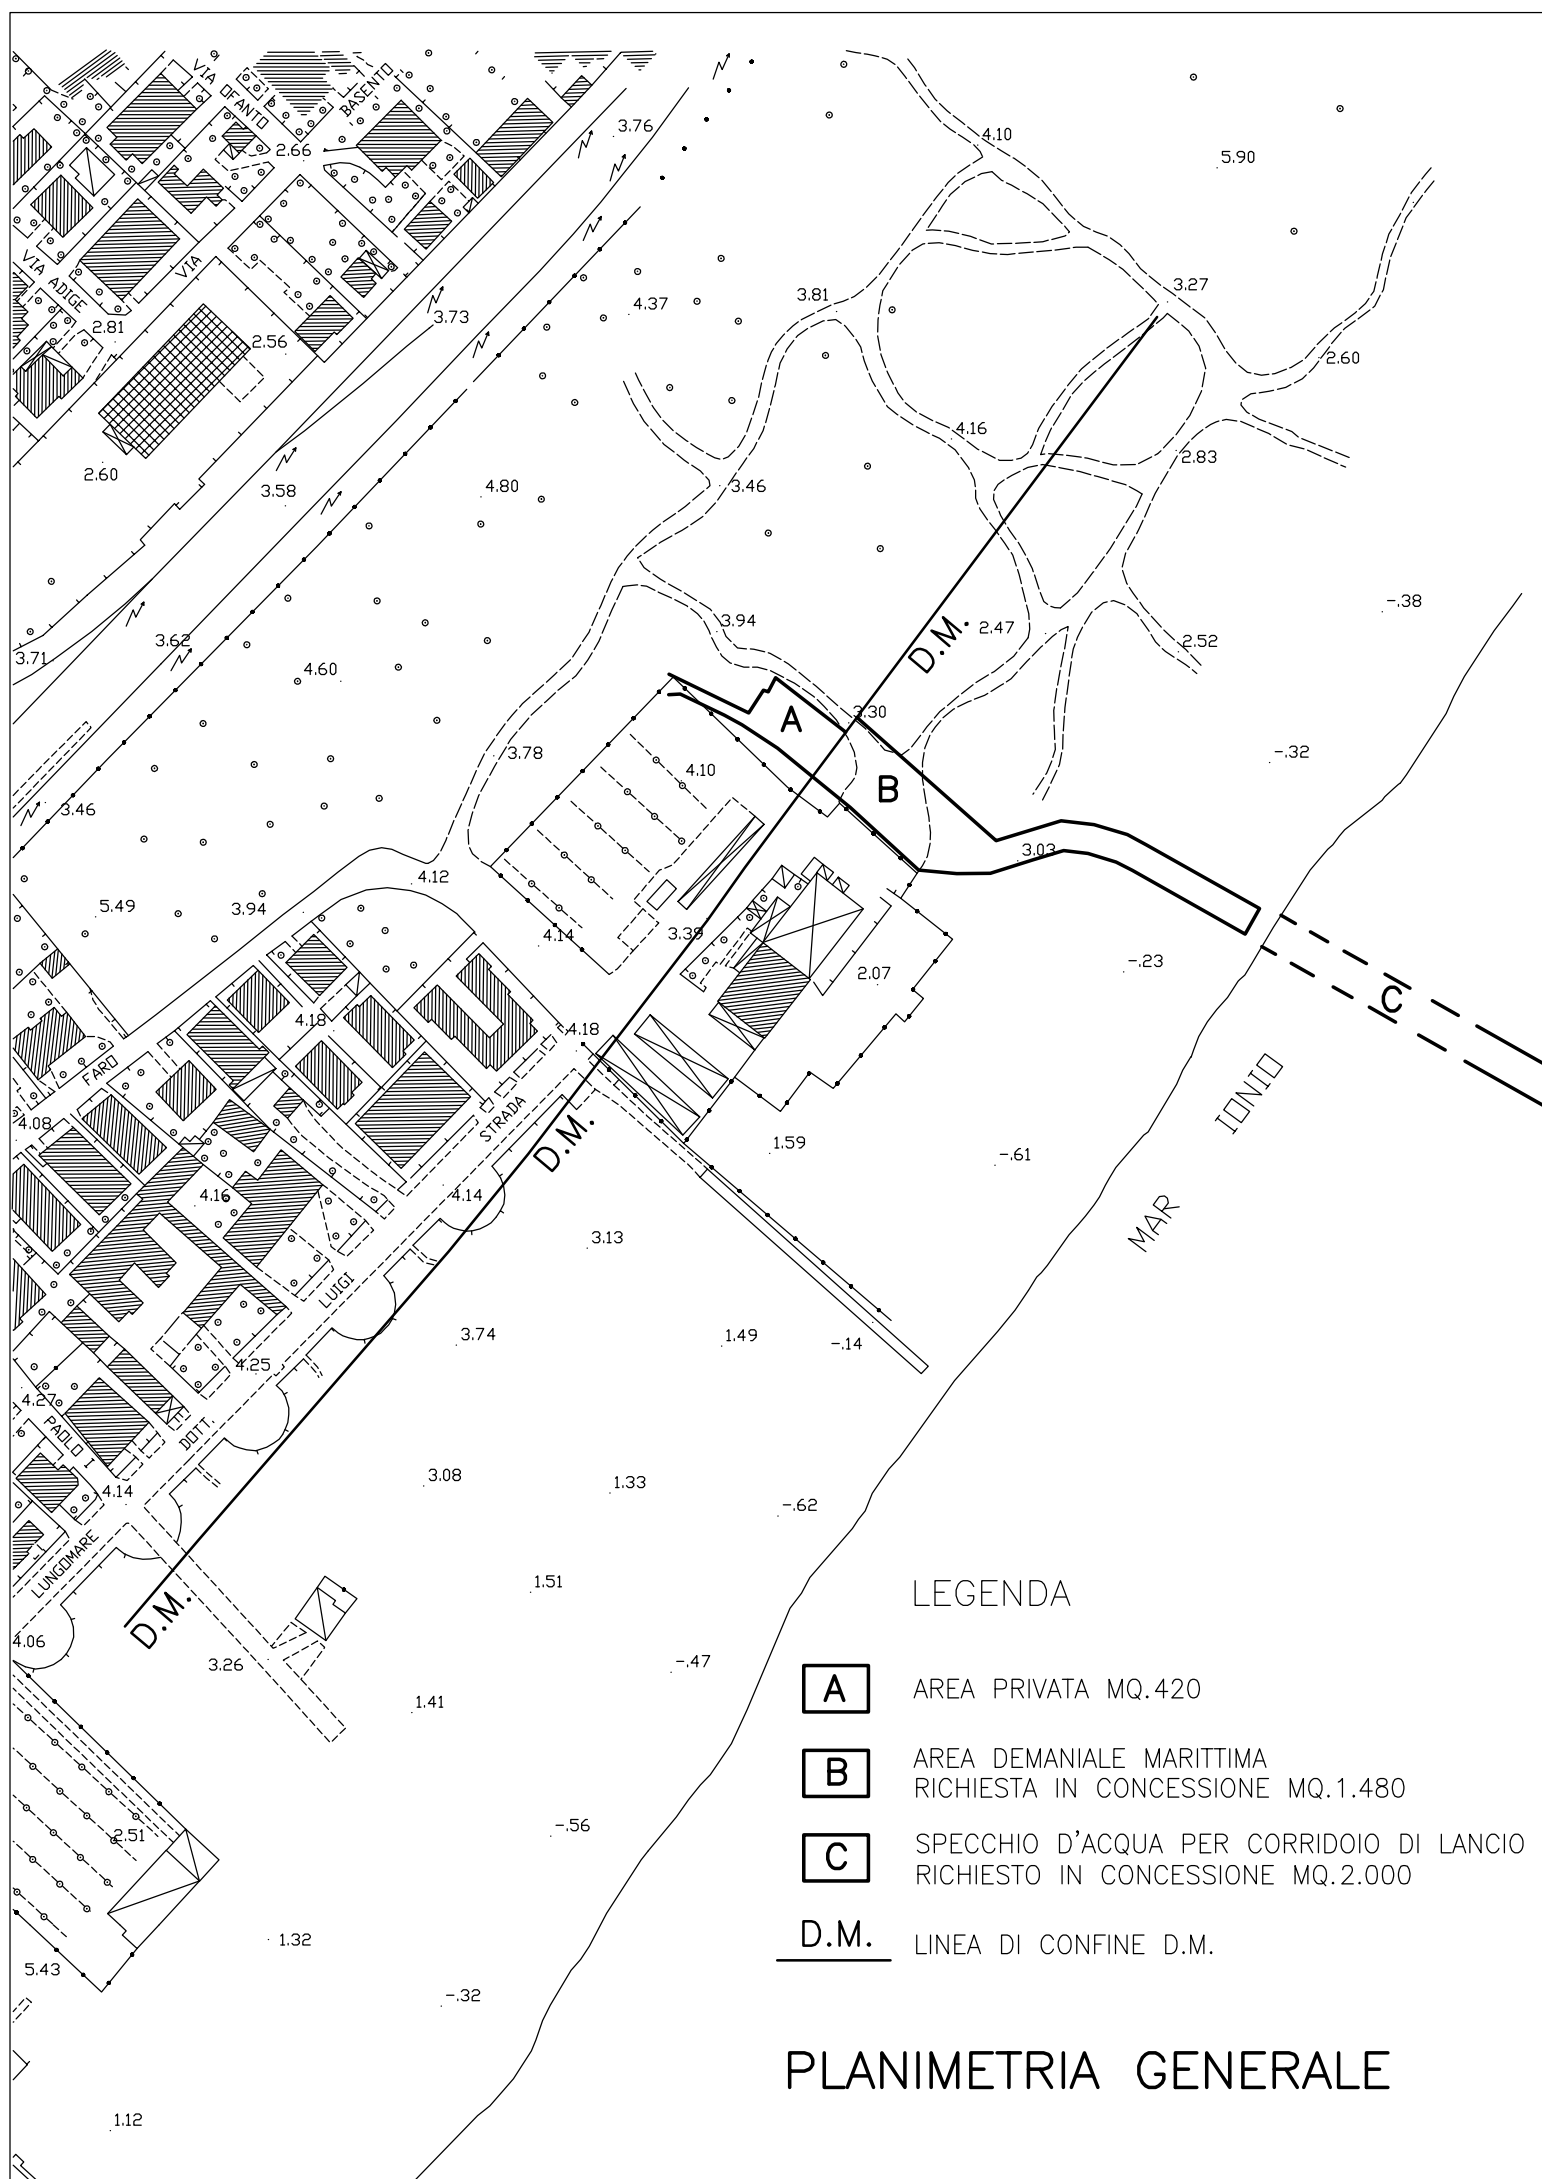 VIA
OFANTO
BASENTO
3.76
4.10
5.90
2.66
VIA
VIA ADIGE
2.81
2.56
3.73
4.37
3.81
3.27
2.60
2.60
3.58
4.80
3.46
4.16
2.83
-.38
3.71
3.62
4.60
3.94
2.47
2.52
D.M.
3.30
A
B
-.32
3.78
4.10
3.46
3.03
4.12
5.49
3.94
4.14
3.39
2.07
-.23
C
4.18
4.18
FARO
4.08
STRADA
D.M.
1.59
-.61
MAR IONIO
4.16
4.14
3.13
LUIGI
3.74
1.49
-.14
4.25
4.27
PAOLO I
DOTT.
3.08
1.33
-.62
4.14
LUNGOMARE
D.M.
1.51
4.06
3.26
-.47
1.41
2.51
-.56
1.32
5.43
-.32
1.12
LEGENDA
A AREA PRIVATA MQ.420
B AREA DEMANIALE MARITTIMA
RICHIESTA IN CONCESSIONE MQ.1.480
C SPECCHIO D'ACQUA PER CORRIDOIO DI LANCIO
RICHIESTO IN CONCESSIONE MQ.2.000
D.M. LINEA DI CONFINE D.M.
PLANIMETRIA GENERALE